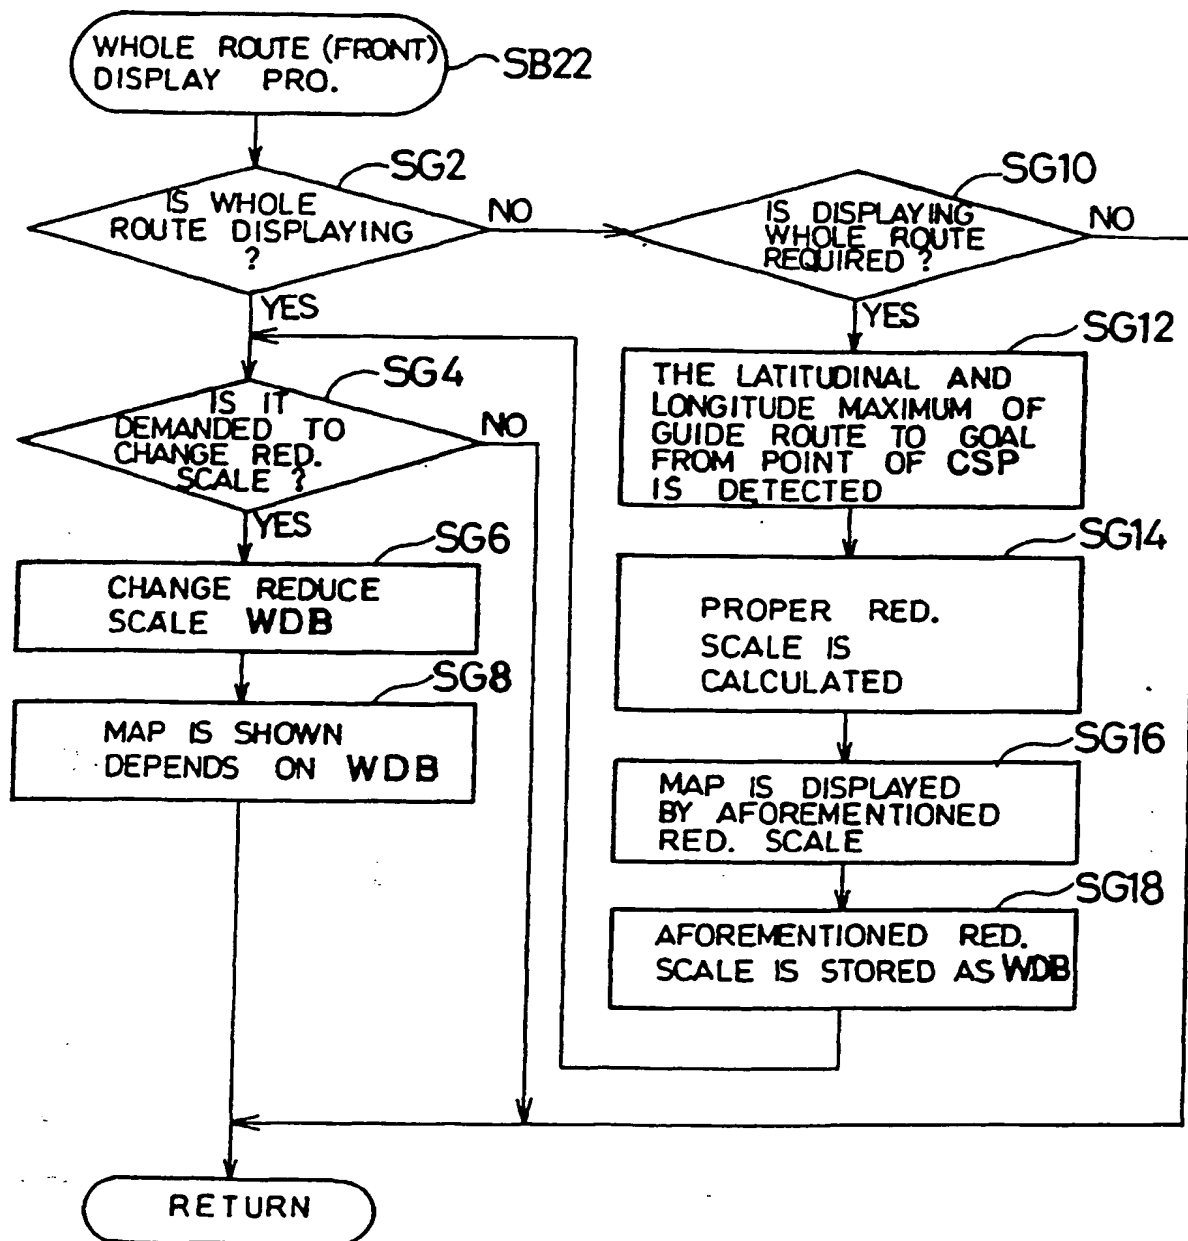 WHOLE ROUTE (FRONT)
DISPLAY PRO.
SB22
SG2
IS WHOLE
ROUTE DISPLAYING
?
NO
YES
SG10
IS DISPLAYING
WHOLE ROUTE
REQUIRED ?
NO
YES
SG4
IS IT
DEMANDED TO
CHANGE RED.
SCALE ?
NO
YES
SG6
CHANGE REDUCE
SCALE WDB
SG8
MAP IS SHOWN
DEPENDS ON WDB
SG12
THE LATITUDINAL AND
LONGITUDE MAXIMUM OF
GUIDE ROUTE TO GOAL
FROM POINT OF CSP
IS DETECTED
SG14
PROPER RED.
SCALE IS
CALCULATED
SG16
MAP IS DISPLAYED
BY AFOREMENTIONED
RED. SCALE
SG18
AFOREMENTIONED RED.
SCALE IS STORED AS WDB
RETURN